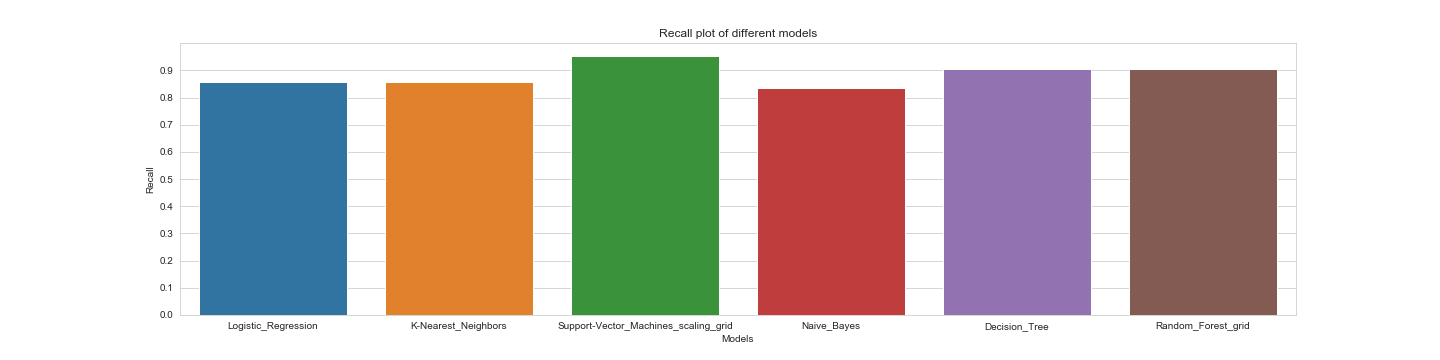 Recall plot of different models
Recall
0.9
0.8
0.7
0.6
0.5
0.4
0.3
0.2
0.1
0.0
Logistic_Regression K-Nearest_Neighbors Support-Vector_Machines_scaling_grid Naive_Bayes Decision_Tree Random_Forest_grid
Models